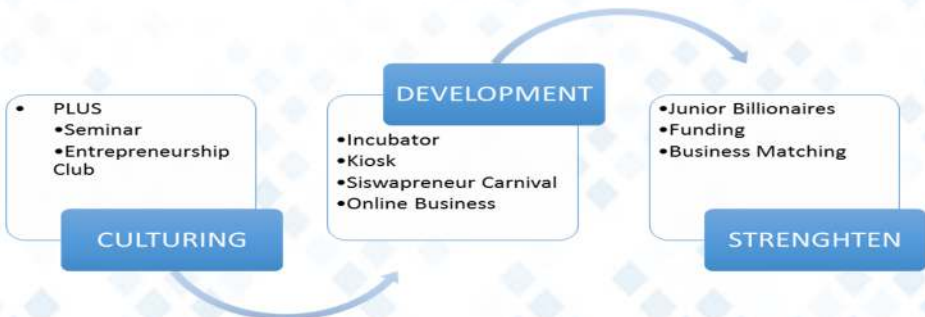 • PLUS
•Seminar
•Entrepreneurship
Club
CULTURING
DEVELOPMENT
•Incubator
•Kiosk
•Siswapreneur Carnival
•Online Business
•Junior Billionaires
•Funding
•Business Matching
STRENGHTEN